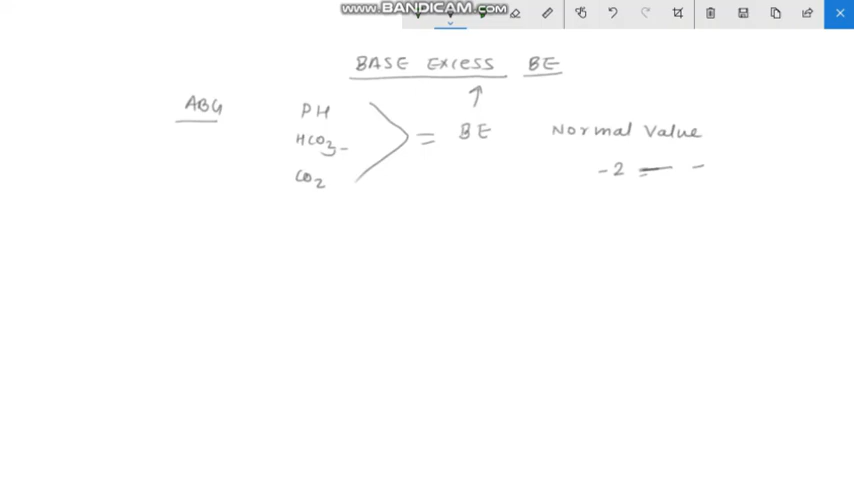 WWW.BANDICAM.COM
BASE EXCESS BE
ABG
PH
HCO3-
CO2
= BE
Normal Value
-2 — -